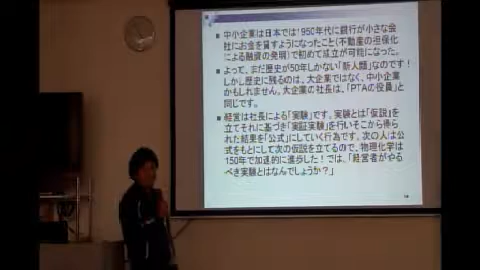 中小企業は日本では1950年代に銀行が小さな会
社にお金を貸すようになったこと(不動産の担保化
による融資の発展)で初めて成立が可能になった。
よって、まだ歴史が50年しかない「新人類」なのです!
しかし歴史に残るのは、大企業ではなく、中小企業
かもしれません。大企業の社長は、「PTAの役員」と
同じです。
経営は社長による「実験」です。実験とは「仮説」を
立てそれに基づき「実証実験」を行いそこから得ら
れた結果を「公式」にしていく行為です。次の人は公
式をもとにして次の仮説を立てるので、物理化学は
150年で加速的に進歩した!では、「経営者がやる
べき実験とはなんでしょうか?」